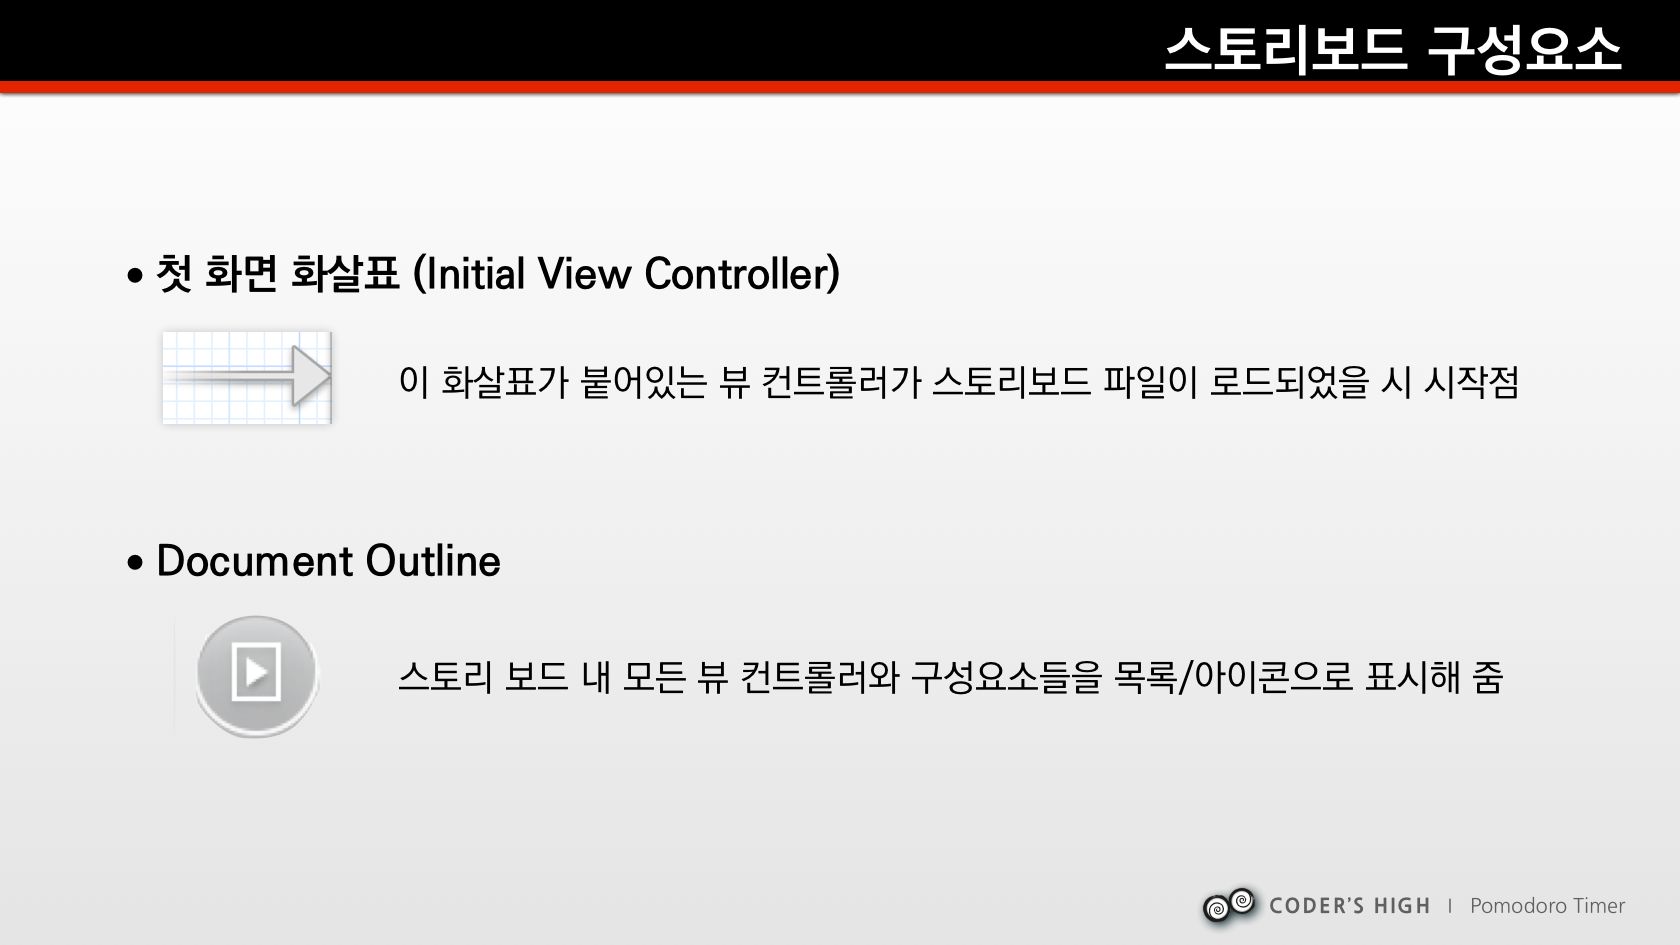 스토리보드 구성요소
• 첫 화면 화살표 (Initial View Controller)
이 화살표가 붙어있는 뷰 컨트롤러가 스토리보드 파일이 로드되었을 시 시작점
• Document Outline
스토리 보드 내 모든 뷰 컨트롤러와 구성요소들을 목록/아이콘으로 표시해 줌
CODER'S HIGH | Pomodoro Timer